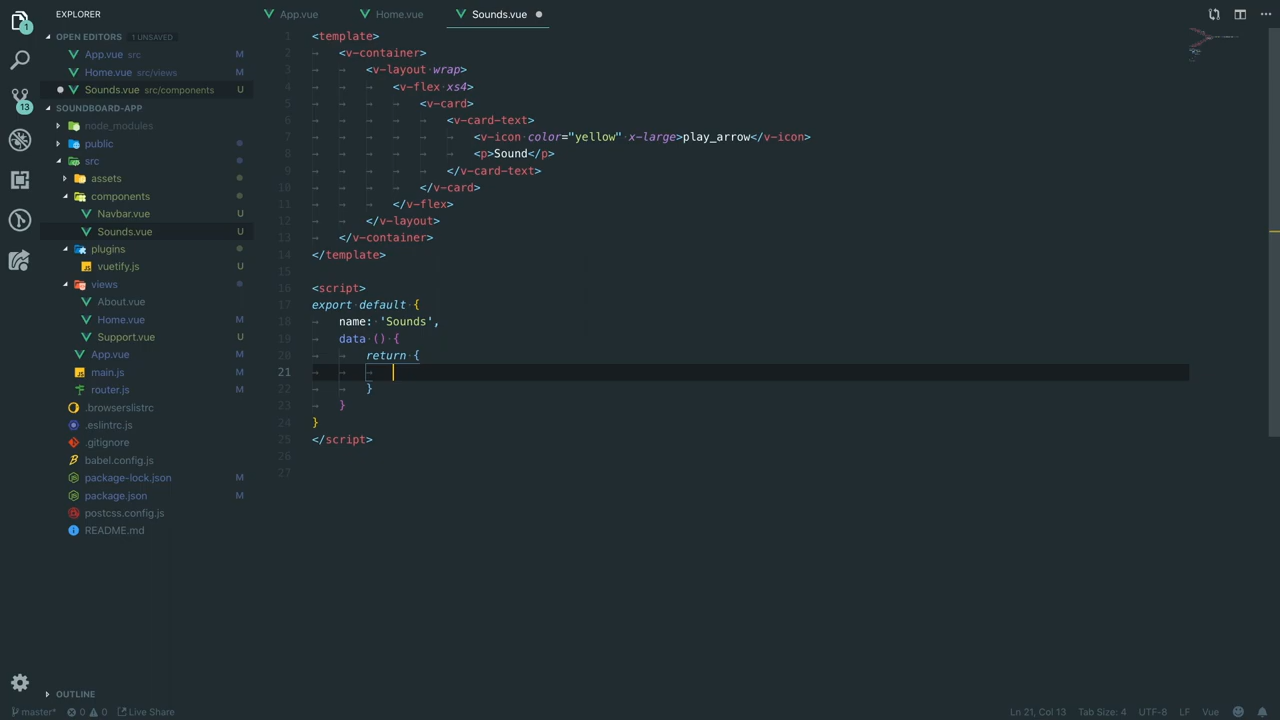 EXPLORER
App.vue
Home.vue
Sounds.vue
1
OPEN EDITORS 1 UNSAVED
App.vue src M
Home.vue src/views M
Sounds.vue src/components U
13
SOUNDBOARD-APP
node_modules
public
src
assets
components
Navbar.vue U
Sounds.vue U
plugins
vuetify.js U
views
About.vue U
Home.vue M
Support.vue U
App.vue M
main.js M
router.js M
.browserslistrc
.eslintrc.js
.gitignore
babel.config.js
package-lock.json M
package.json M
postcss.config.js
README.md
OUTLINE
1 <template>
2 <v-container>
3 <v-layout wrap>
4 <v-flex xs4>
5 <v-card>
6 <v-card-text>
7 <v-icon color="yellow" x-large>play_arrow</v-icon>
8 <p>Sound</p>
9 </v-card-text>
10 </v-card>
11 </v-flex>
12 </v-layout>
13 </v-container>
14 </template>
15
16 <script>
17 export default {
18 name: 'Sounds',
19 data () {
20 return {
21
22 }
23 }
24 }
25 </script>
26
27
master* 0 0 Live Share
Ln 21, Col 13 Tab Size: 4 UTF-8 LF Vue